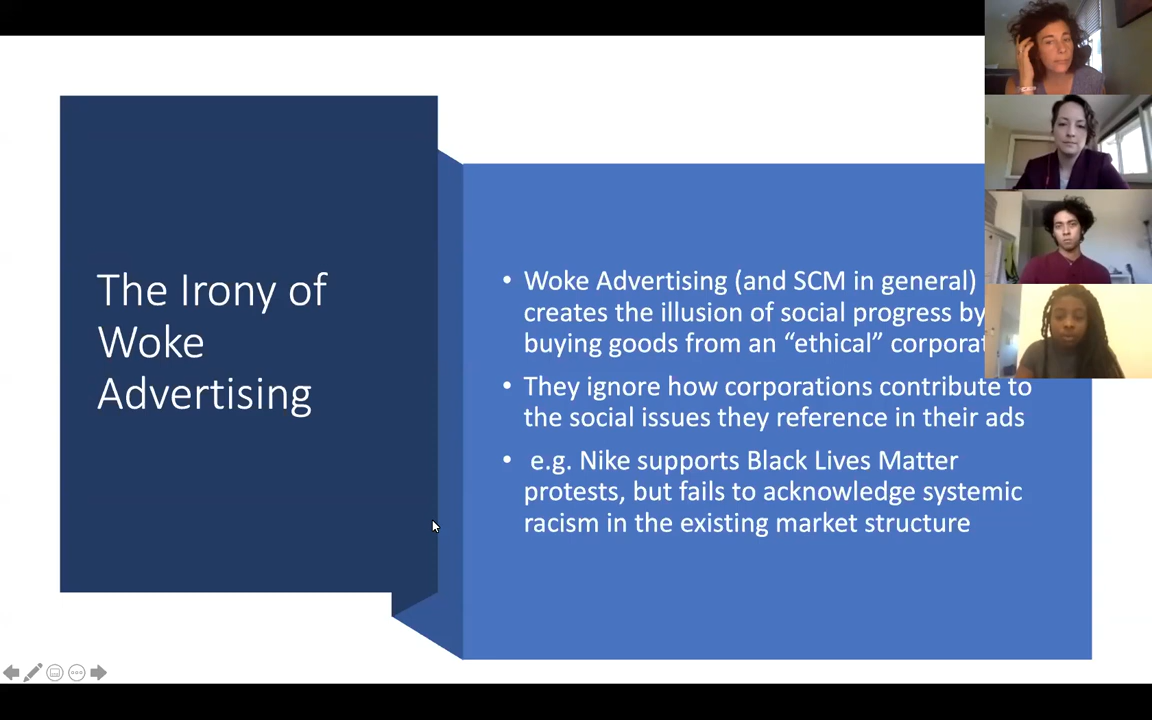 The Irony of
Woke
Advertising
• Woke Advertising (and SCM in general)
creates the illusion of social progress by
buying goods from an “ethical” corporat
• They ignore how corporations contribute to
the social issues they reference in their ads
• e.g. Nike supports Black Lives Matter
protests, but fails to acknowledge systemic
racism in the existing market structure